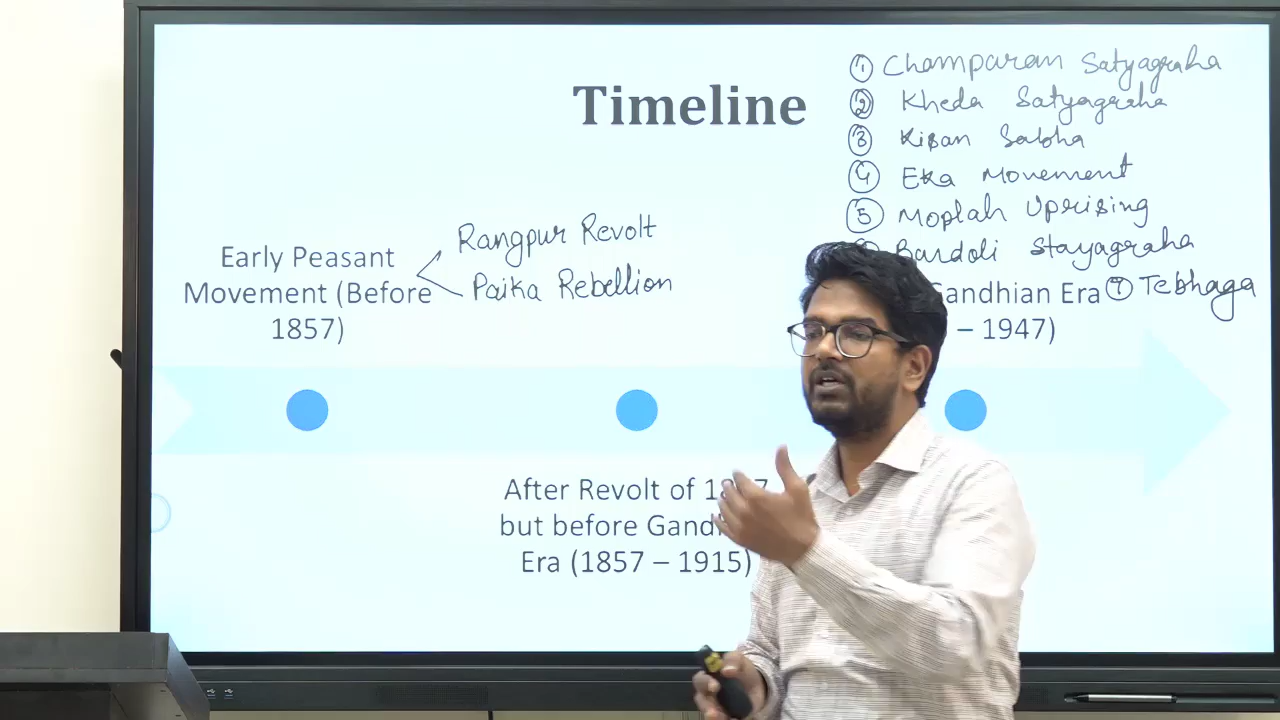 Timeline
① Champaran Satyagraha
② Kheda Satyagraha
③ Kisan Sabha
④ Eka Movement
⑤ Moplah Uprising
Bardoli Stayagraha
⑦ Tebhaga
Early Peasant
Movement (Before
1857)
Rangpur Revolt
Paika Rebellion
After Revolt of
but before
Era (1857 – 1915)
Gandhian Era
– 1947)